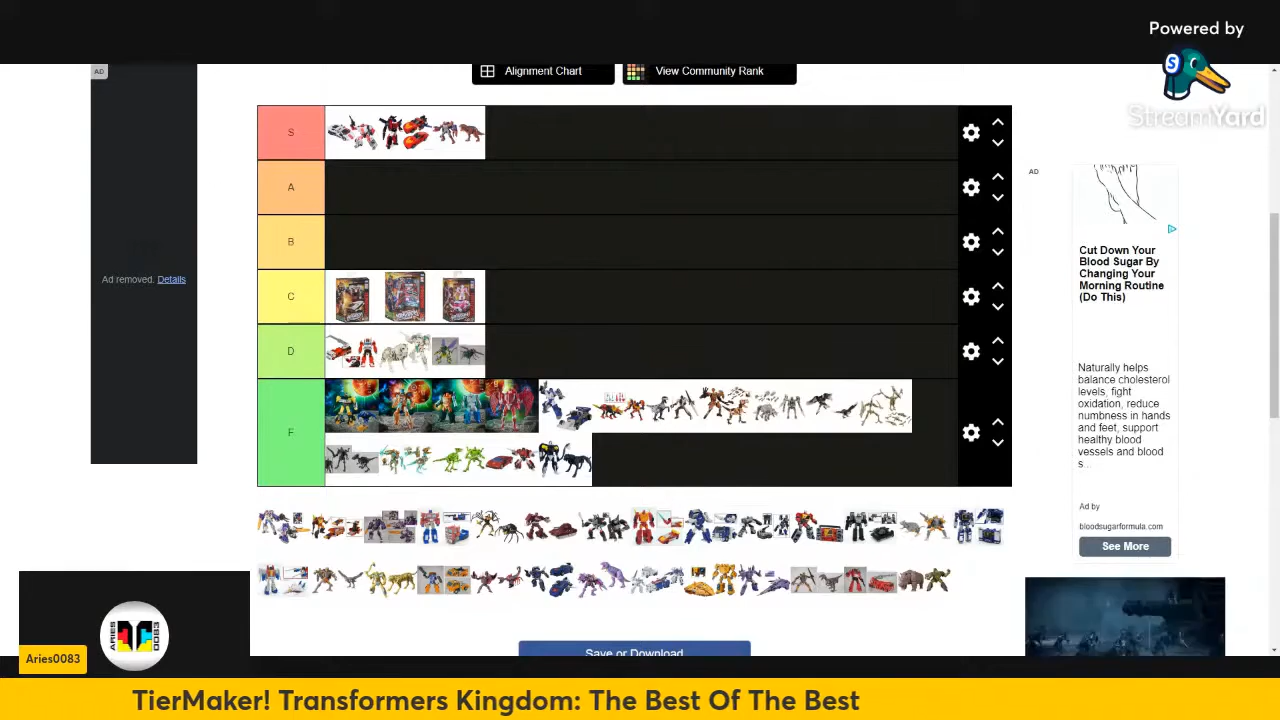 Powered by
StreamYard
AD
Alignment Chart
View Community Rank
S
A
B
C
D
F
AD
Cut Down Your
Blood Sugar By
Changing Your
Morning Routine
(Do This)
Naturally helps
balance cholesterol
levels, fight
oxidation, reduce
numbness in hands
and feet, support
healthy blood
vessels and blood
s...
Ad by
bloodsugarformula.com
See More
Ad removed. Details
Save or Download
ARIES
0083
Aries0083
TierMaker! Transformers Kingdom: The Best Of The Best